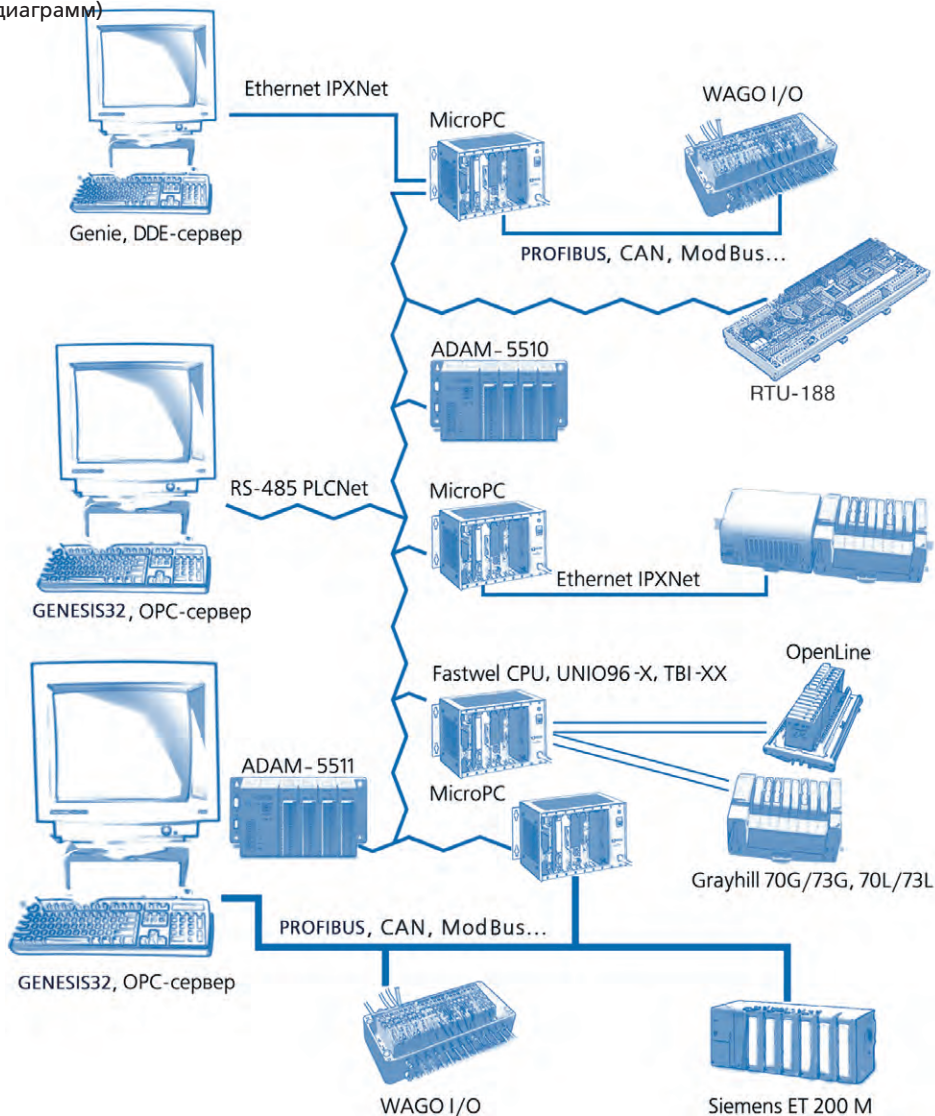 диаграмм)
Ethernet IPXNet
MicroPC
WAGO I/O
Genie, DDE-сервер
PROFIBUS, CAN, ModBus...
ADAM-5510
RTU-188
RS-485 PLCNet
MicroPC
Ethernet IPXNet
GENESIS32, OPC-сервер
Fastwel CPU, UNIO96-X, TBI-XX
OpenLine
ADAM-5511
MicroPC
Grayhill 70G/73G, 70L/73L
PROFIBUS, CAN, ModBus...
GENESIS32, OPC-сервер
WAGO I/O
Siemens ET 200 M